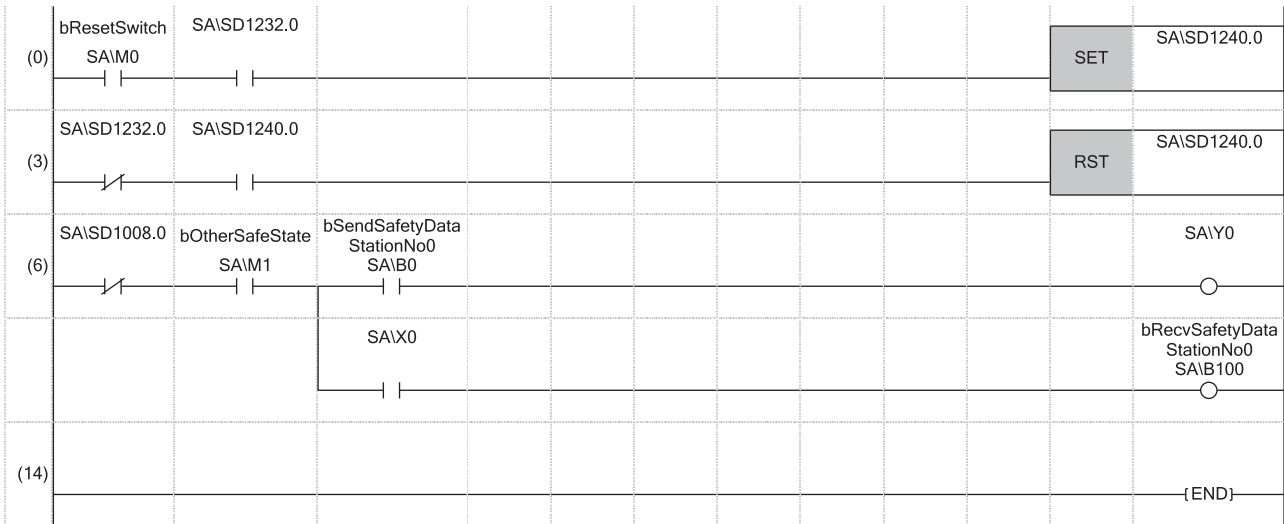 bResetSwitch SA\SD1232.0 SA\SD1240.0
(0) SA\M0 SET
SA\SD1232.0 SA\SD1240.0 SA\SD1240.0
(3) RST
SA\SD1008.0 bOtherSafeState bSendSafetyData SA\Y0
StationNo0
(6) SA\M1 SA\B0
SA\X0 bRecvSafetyData
StationNo0
SA\B100
(14)
END